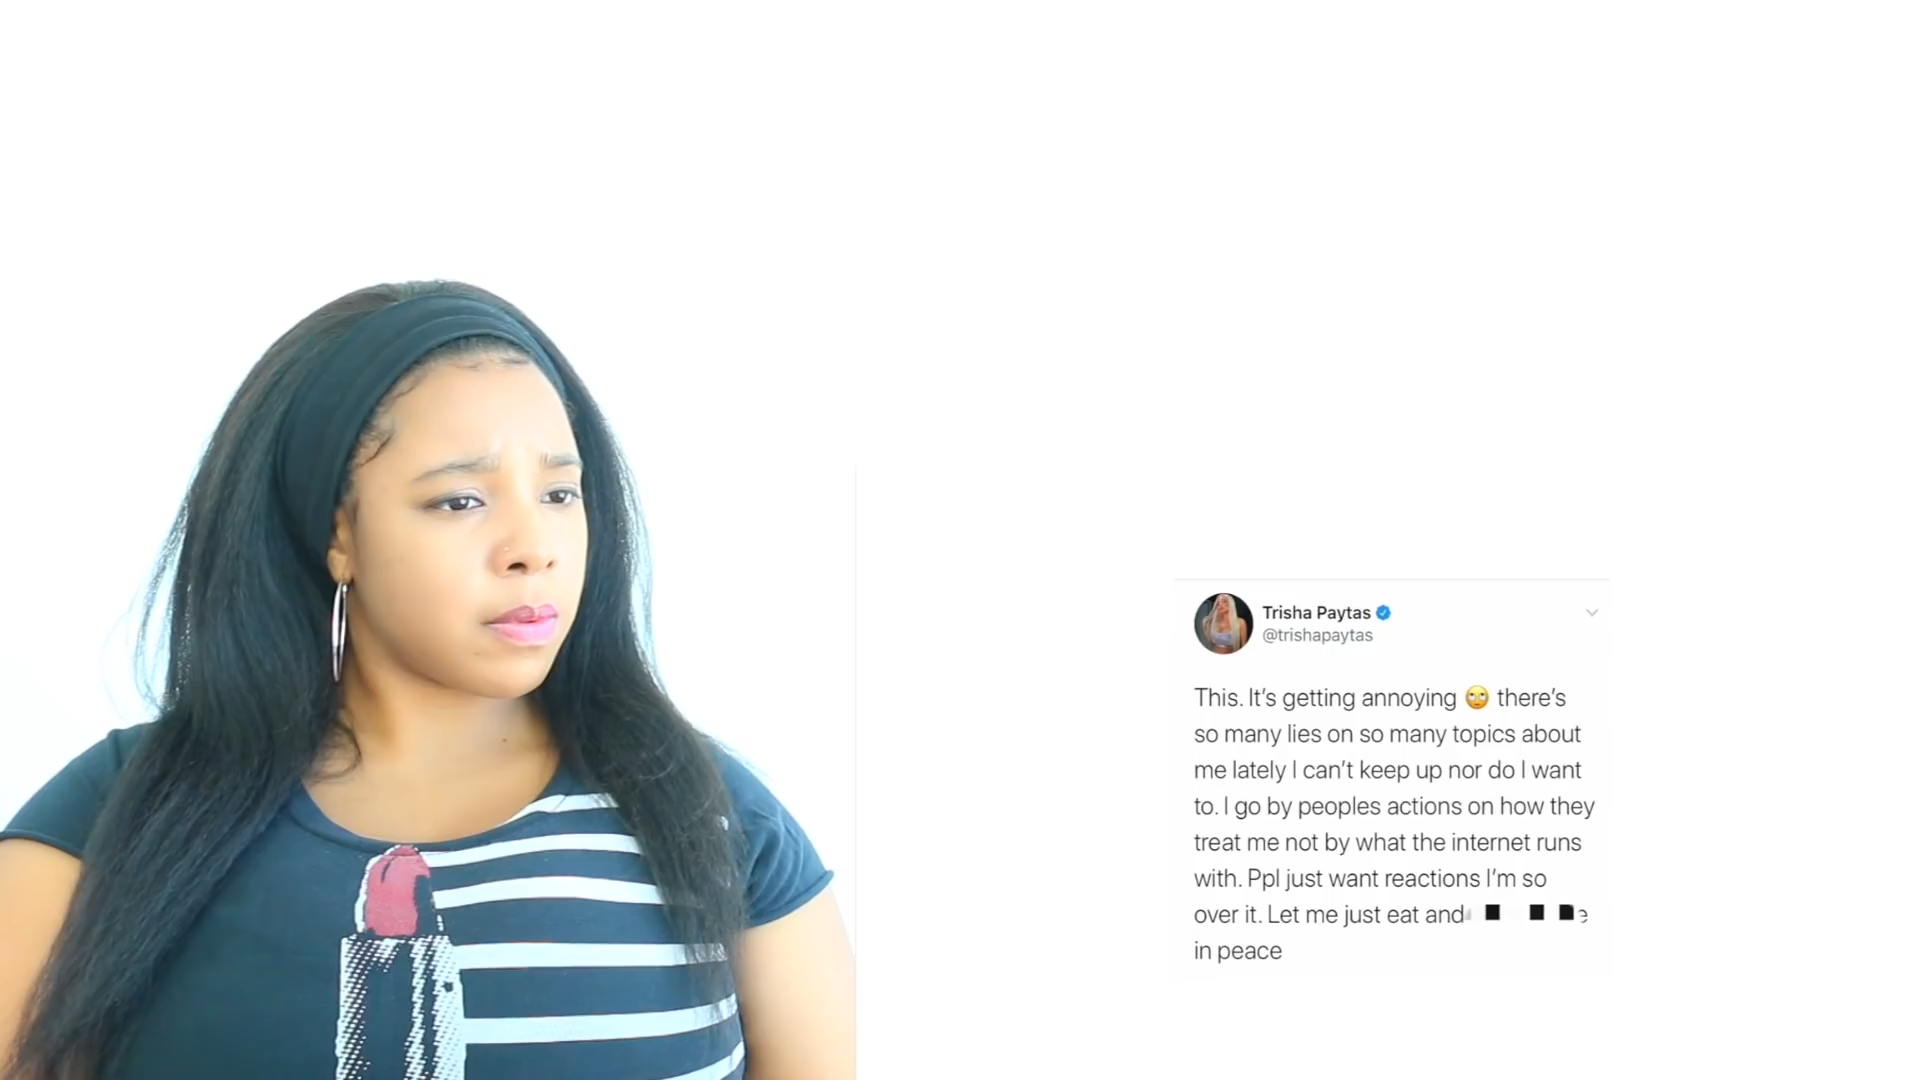 Trisha Paytas
@trishapaytas
This. It's getting annoying 🙄 there's
so many lies on so many topics about
me lately I can't keep up nor do I want
to. I go by peoples actions on how they
treat me not by what the internet runs
with. Ppl just want reactions I'm so
over it. Let me just eat and
in peace